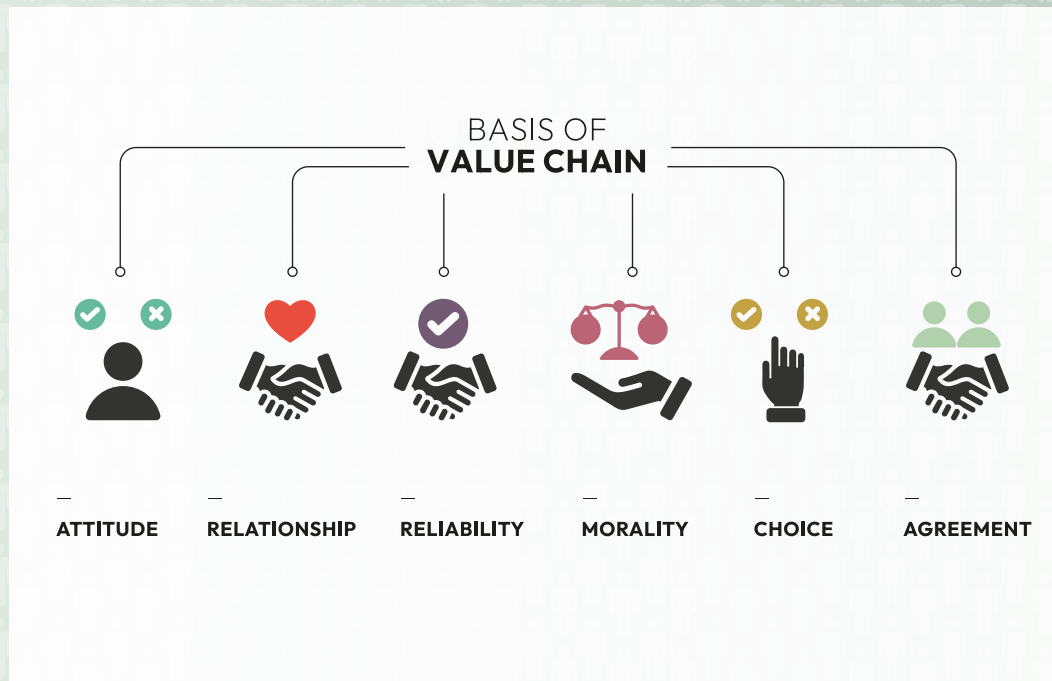 BASIS OF
VALUE CHAIN
ATTITUDE
RELATIONSHIP
RELIABILITY
MORALITY
CHOICE
AGREEMENT